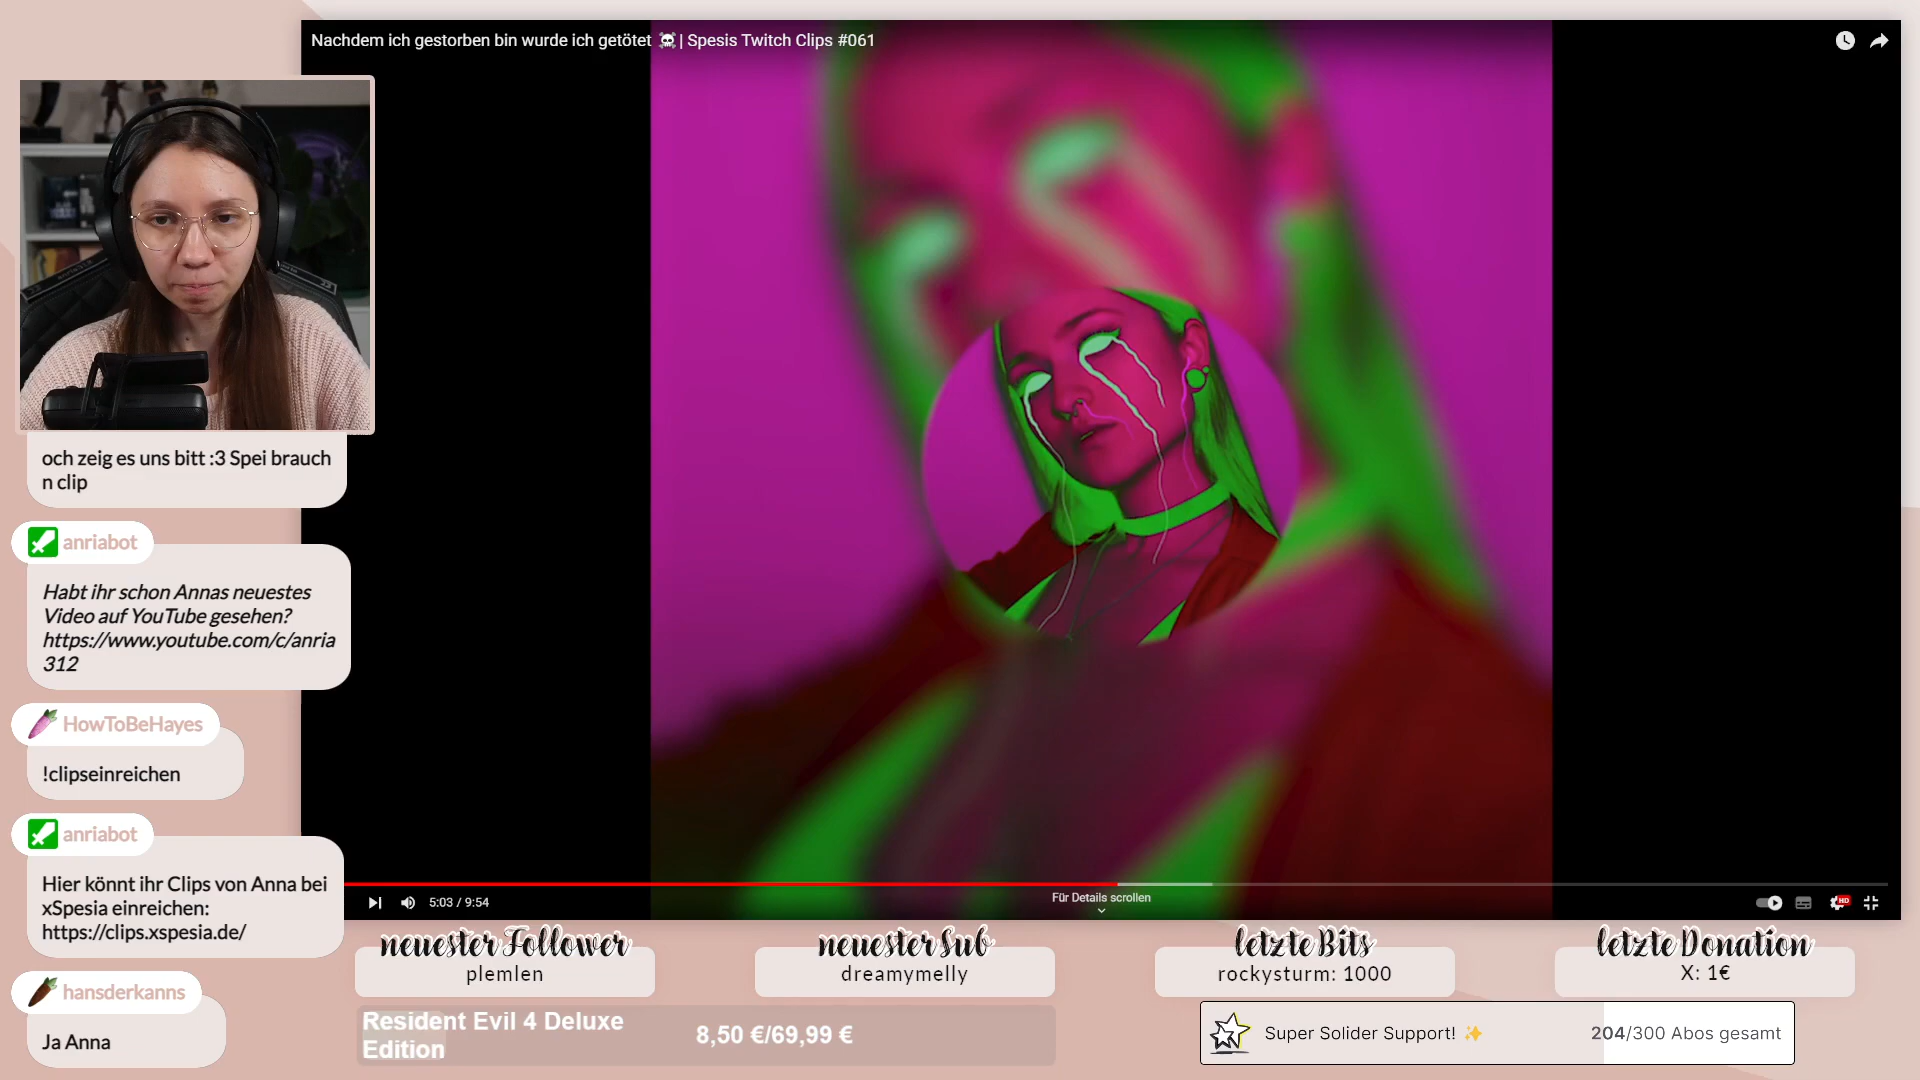 Nachdem ich gestorben bin wurde ich getötet ☠️| Spesis Twitch Clips #061
och zeig es uns bitt :3 Spei brauch
n clip
anriabot
Habt ihr schon Annas neuestes
Video auf YouTube gesehen?
https://www.youtube.com/c/anria
312
HowToBeHayes
!clipseinreichen
anriabot
Hier könnt ihr Clips von Anna bei
xSpesia einreichen:
https://clips.xspesia.de/
hansderkanns
Ja Anna
5:03 / 9:54
Für Details scrollen
HD
neuester Follower
plemlen
neuester Sub
dreamymelly
letzte Bits
rockysturm: 1000
letzte Donation
X: 1€
Resident Evil 4 Deluxe
Edition
8,50 €/69,99 €
Super Solider Support! ✨
204/300 Abos gesamt